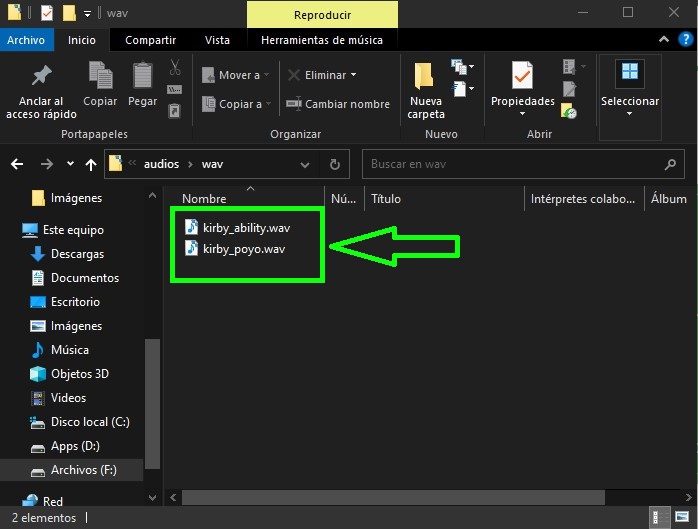 wav
Reproducir
Archivo
Inicio
Compartir
Vista
Herramientas de música
Anclar al acceso rápido
Copiar
Pegar
Mover a
Copiar a
Eliminar
Cambiar nombre
Nueva carpeta
Propiedades
Seleccionar
Portapapeles
Organizar
Nuevo
Abrir
audios
wav
Buscar en wav
Imágenes
Este equipo
Descargas
Documentos
Escritorio
Imágenes
Música
Objetos 3D
Videos
Disco local (C:)
Apps (D:)
Archivos (F:)
Red
Nombre
Nú...
Título
Intérpretes colabo...
Álbum
kirby_ability.wav
kirby_poyo.wav
2 elementos